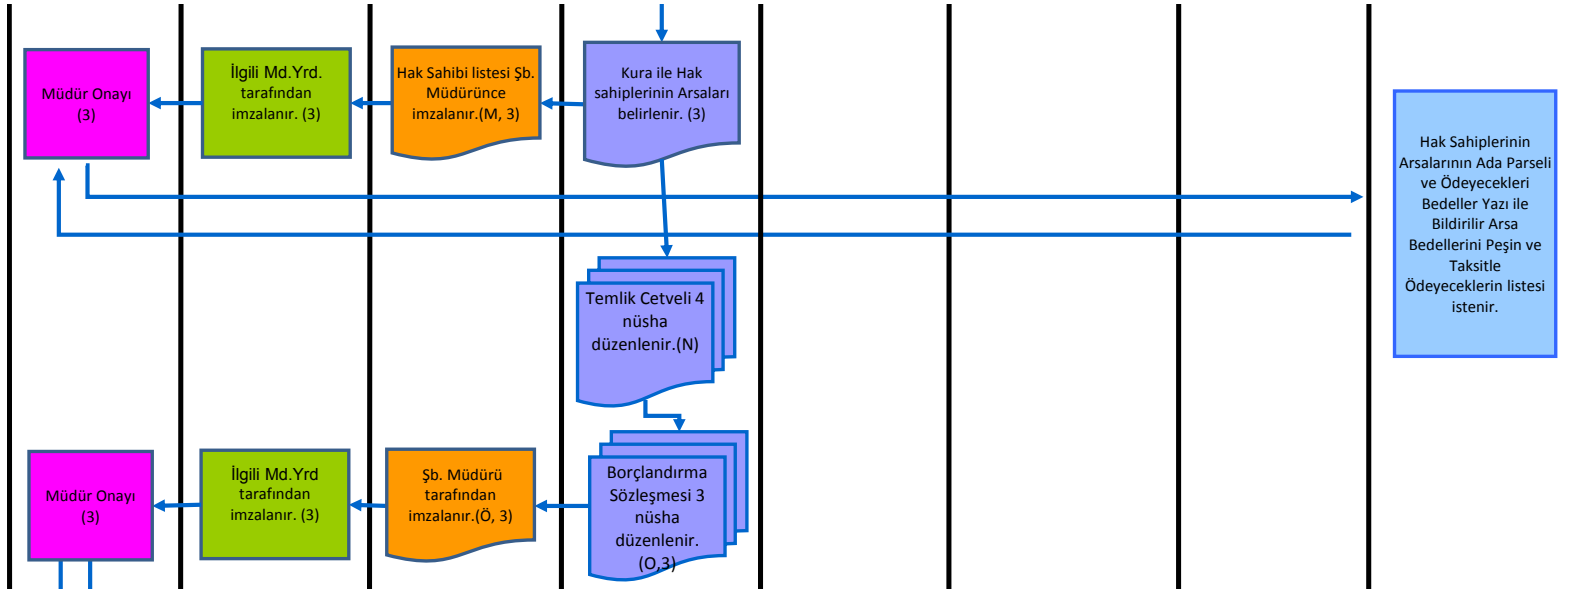 Müdür Onayı
(3)
İlgili Md.Yrd.
tarafından
imzalanır. (3)
Hak Sahibi listesi Şb.
Müdürünce
imzalanır.(M, 3)
Kura ile Hak
sahiplerinin Arsaları
belirlenir. (3)
Hak Sahiplerinin
Arsalarının Ada Parseli
ve Ödeyecekleri
Bedeller Yazı ile
Bildirilir Arsa
Bedellerini Peşin ve
Taksitle
Ödeyeceklerin listesi
istenir.
Temlik Cetveli 4
nüsha
düzenlenir.(N)
Müdür Onayı
(3)
İlgili Md.Yrd
tarafından
imzalanır. (3)
Şb. Müdürü
tarafından
imzalanır.(Ö, 3)
Borçlandırma
Sözleşmesi 3
nüsha
düzenlenir.
(O,3)